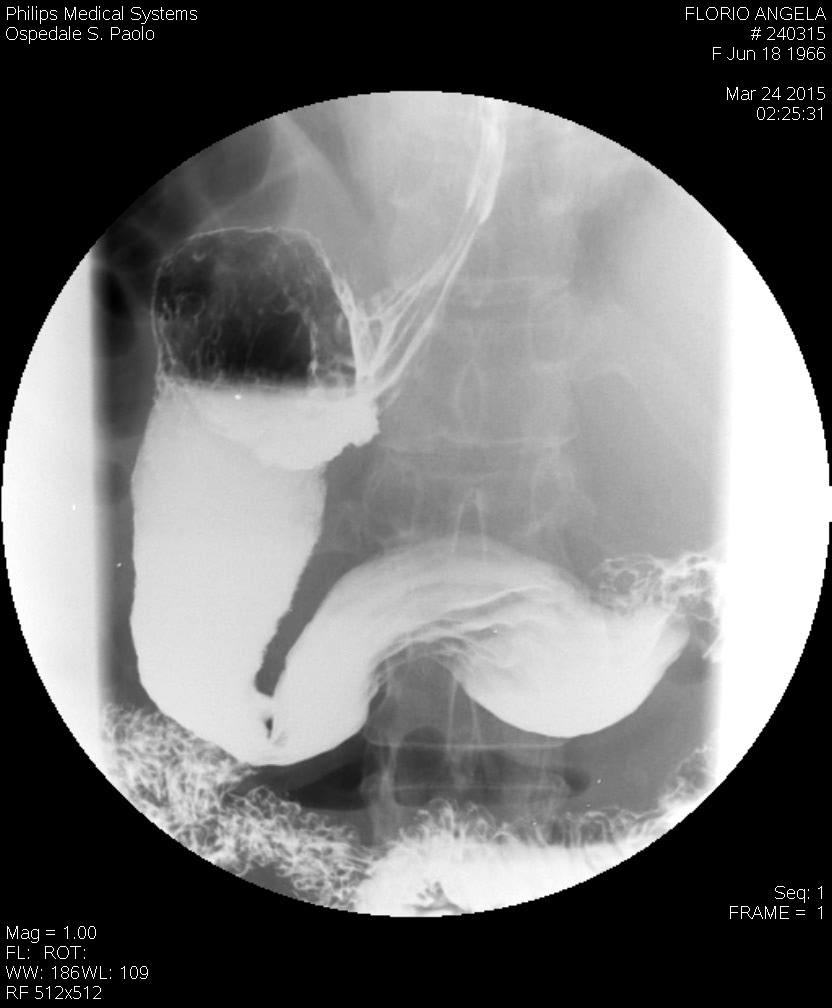 Philips Medical Systems
Ospedale S. Paolo
FLORIO ANGELA
# 240315
F Jun 18 1966
Mar 24 2015
02:25:31
Seq: 1
FRAME = 1
Mag = 1.00
FL: ROT:
WW: 186WL: 109
RF 512x512